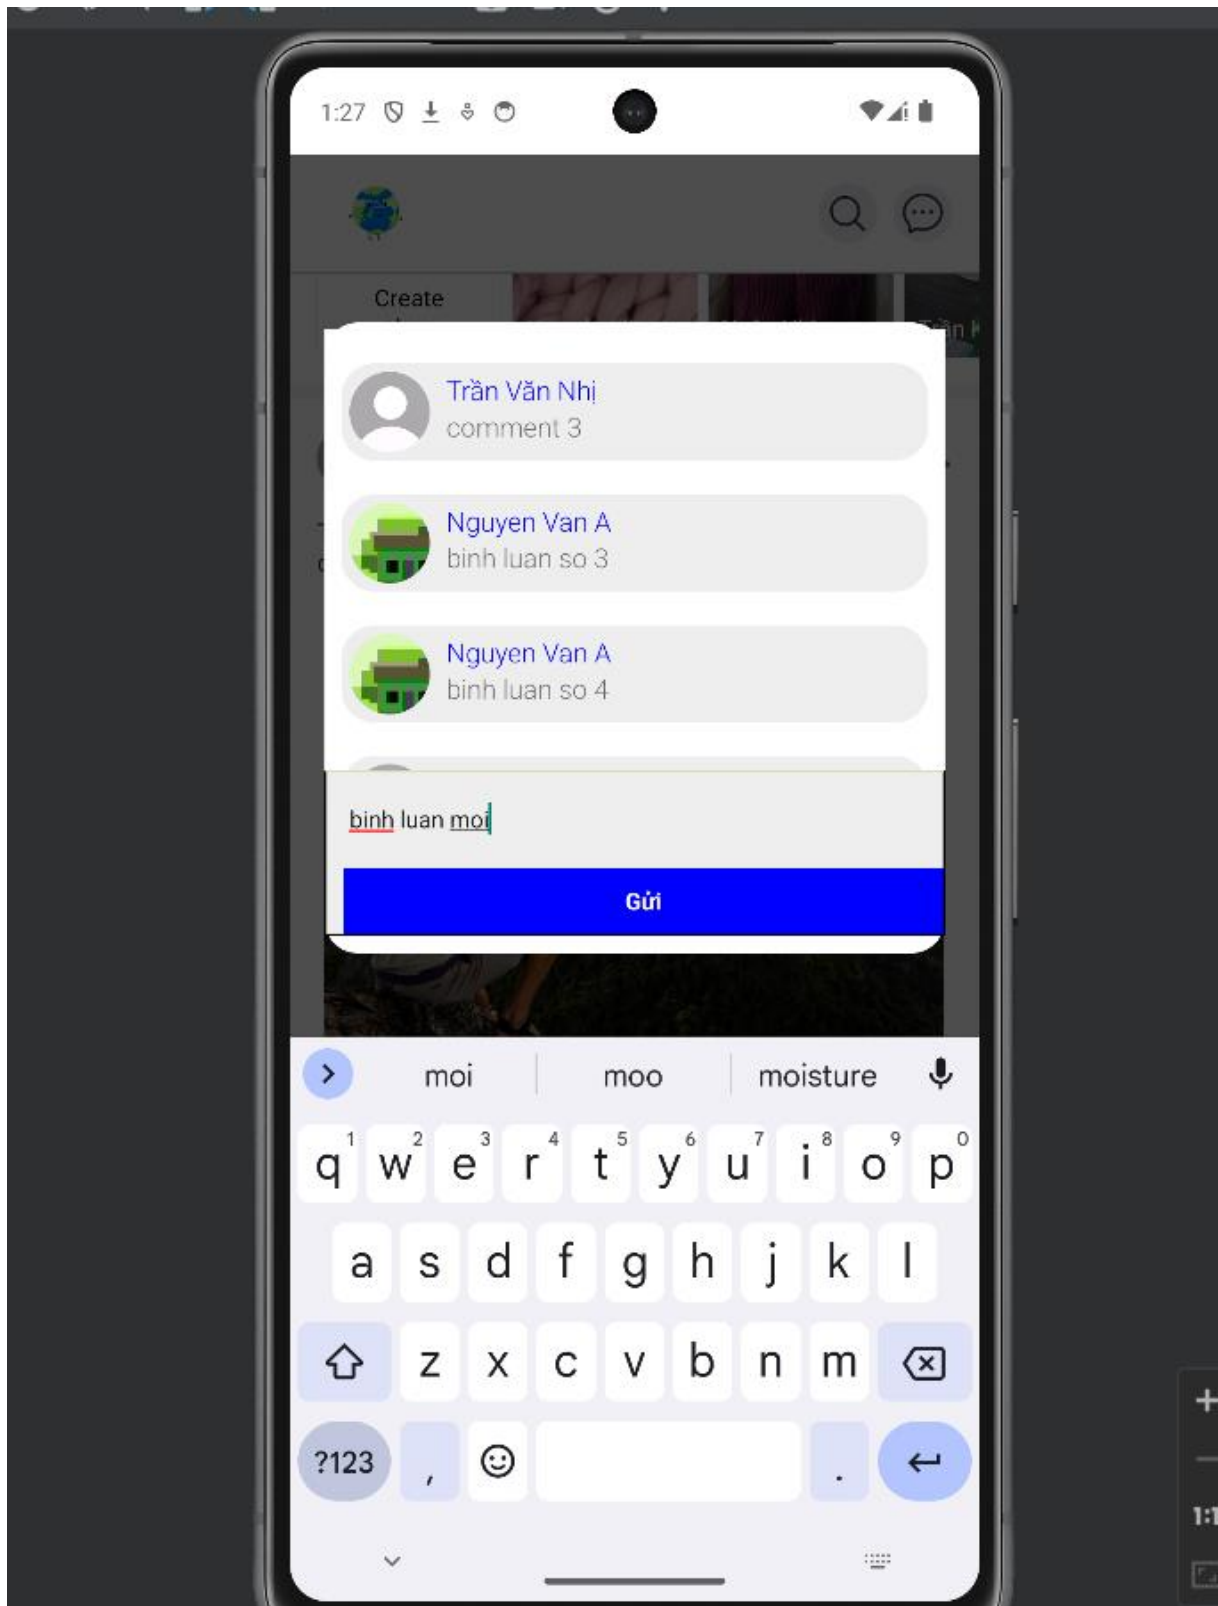 1:27
Create
Trần Văn Nhị
comment 3
Nguyen Van A
binh luan so 3
Nguyen Van A
binh luan so 4
binh luan moi
Gửi
moi moo moisture
1 2 3 4 5 6 7 8 9 0
q w e r t y u i o p
a s d f g h j k l
z x c v b n m
?123 , .
1:1